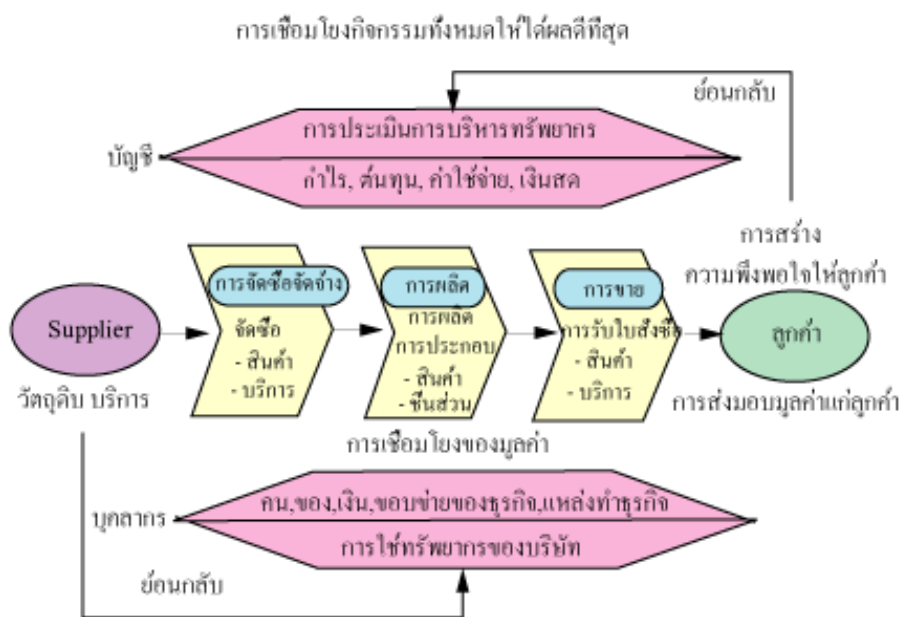 การเชื่อมโยงกิจกรรมทั้งหมดให้ได้ผลดีที่สุด
ย้อนกลับ
การประเมินการบริหารทรัพยากร
บัญชี
กำไร, ต้นทุน, ค่าใช้จ่าย, เงินสด
การสร้าง
ความพึงพอใจให้ลูกค้า
การจัดซื้อจัดจ้าง
การผลิต
การขาย
Supplier
จัดซื้อ
- สินค้า
- บริการ
การผลิต
การประกอบ
- สินค้า
- ชิ้นส่วน
การรับใบสั่งซื้อ
- สินค้า
- บริการ
ลูกค้า
วัตถุดิบ บริการ
การส่งมอบมูลค่าแก่ลูกค้า
การเชื่อมโยงของมูลค่า
คน,ของ,เงิน,ขอบข่ายของธุรกิจ,แหล่งทำธุรกิจ
บุคลากร
การใช้ทรัพยากรของบริษัท
ย้อนกลับ